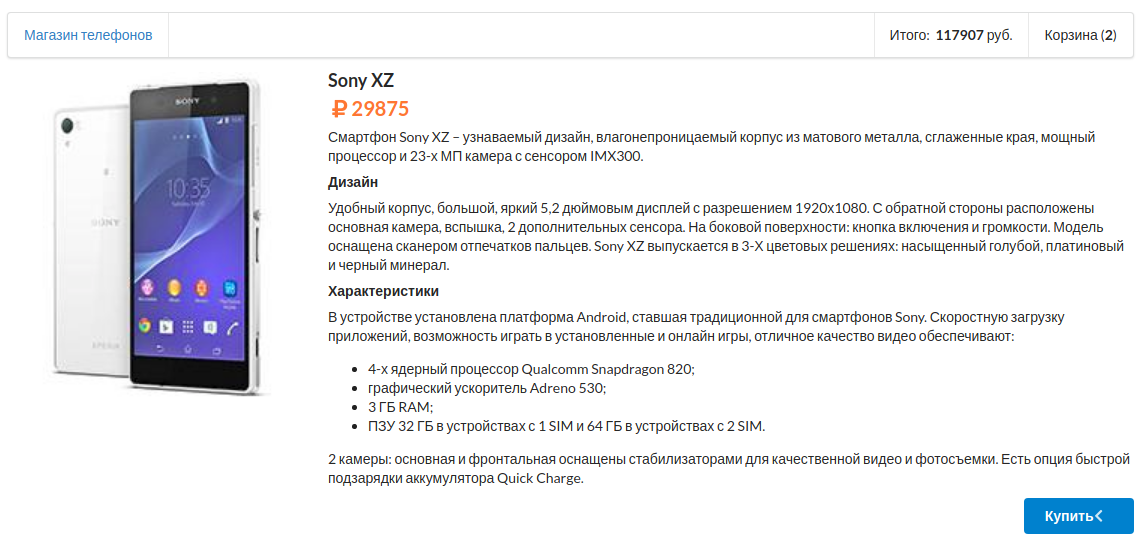 Магазин телефонов
Итого: 117907 руб.
Корзина (2)
Sony XZ
29875
Смартфон Sony XZ – узнаваемый дизайн, влагонепроницаемый корпус из матового металла, сглаженные края, мощный
процессор и 23-х МП камера с сенсором IMX300.
Дизайн
Удобный корпус, большой, яркий 5,2 дюймовым дисплей с разрешением 1920x1080. С обратной стороны расположены
основная камера, вспышка, 2 дополнительных сенсора. На боковой поверхности: кнопка включения и громкости. Модель
оснащена сканером отпечатков пальцев. Sony XZ выпускается в 3-Х цветовых решениях: насыщенный голубой, платиновый
и черный минерал.
Характеристики
В устройстве установлена платформа Android, ставшая традиционной для смартфонов Sony. Скоростную загрузку
приложений, возможность играть в установленные и онлайн игры, отличное качество видео обеспечивают:
4-х ядерный процессор Qualcomm Snapdragon 820;
графический ускоритель Adreno 530;
3 ГБ RAM;
ПЗУ 32 ГБ в устройствах с 1 SIM и 64 ГБ в устройствах с 2 SIM.
2 камеры: основная и фронтальная оснащены стабилизаторами для качественной видео и фотосъемки. Есть опция быстрой
подзарядки аккумулятора Quick Charge.
Купить
SONY
10:35
SONY
XPERIA